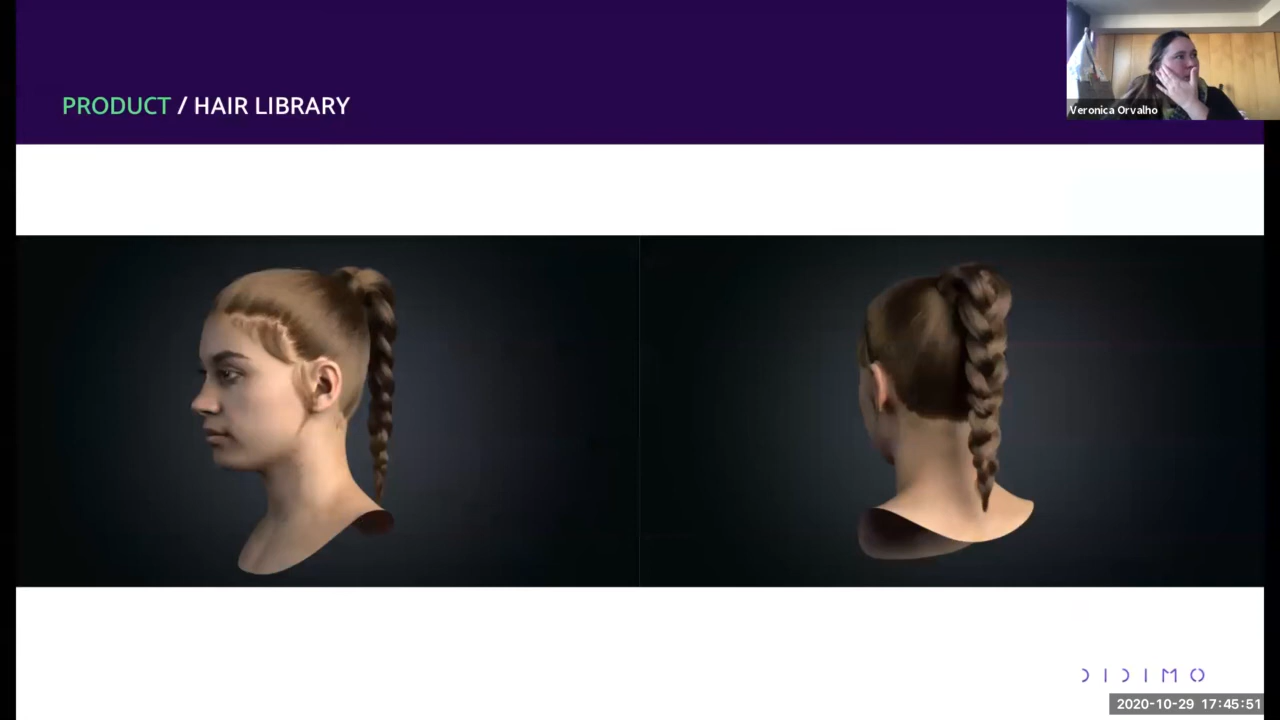 PRODUCT / HAIR LIBRARY
Veronica Orvalho
DIDIMO
2020-10-29 17:45:51